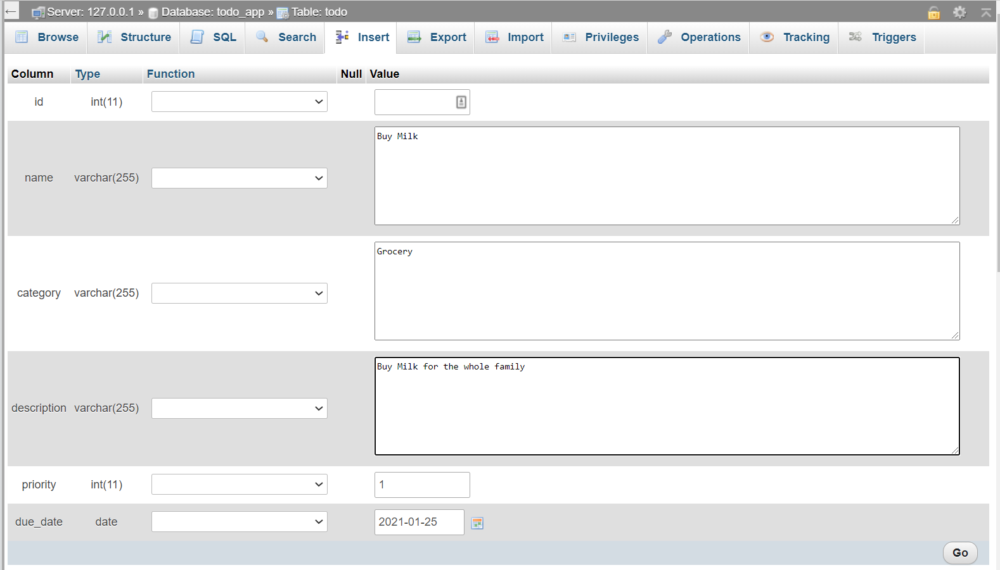 Server: 127.0.0.1 » Database: todo_app » Table: todo
Browse Structure SQL Search Insert Export Import Privileges Operations Tracking Triggers
Column Type Function Null Value
id int(11)
name varchar(255) Buy Milk
category varchar(255) Grocery
description varchar(255) Buy Milk for the whole family
priority int(11) 1
due_date date 2021-01-25
Go